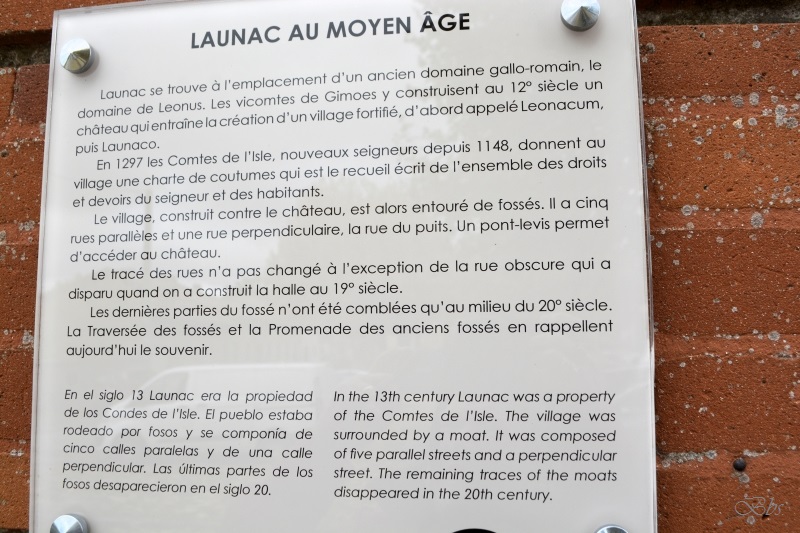 LAUNAC AU MOYEN ÂGE
Launac se trouve à l'emplacement d'un ancien domaine gallo-romain, le
domaine de Leonus. Les vicomtes de Gimoes y construisent au 12° siècle un
château qui entraîne la création d'un village fortifié, d'abord appelé Leonacum,
puis Launaco.
En 1297 les Comtes de l'Isle, nouveaux seigneurs depuis 1148, donnent au
village une charte de coutumes qui est le recueil écrit de l'ensemble des droits
et devoirs du seigneur et des habitants.
Le village, construit contre le château, est alors entouré de fossés. Il a cinq
rues parallèles et une rue perpendiculaire, la rue du puits. Un pont-levis permet
d'accéder au château.
Le tracé des rues n'a pas changé à l'exception de la rue obscure qui a
disparu quand on a construit la halle au 19° siècle.
Les dernières parties du fossé n'ont été comblées qu'au milieu du 20° siècle.
La Traversée des fossés et la Promenade des anciens fossés en rappellent
aujourd'hui le souvenir.
En el siglo 13 Launac era la propiedad
de los Condes de l'Isle. El pueblo estaba
rodeado por fosos y se componía de
cinco calles paralelas y de una calle
perpendicular. Las últimas partes de los
fosos desaparecieron en el siglo 20.
In the 13th century Launac was a property
of the Comtes de l'Isle. The village was
surrounded by a moat. It was composed
of five parallel streets and a perpendicular
street. The remaining traces of the moats
disappeared in the 20th century.